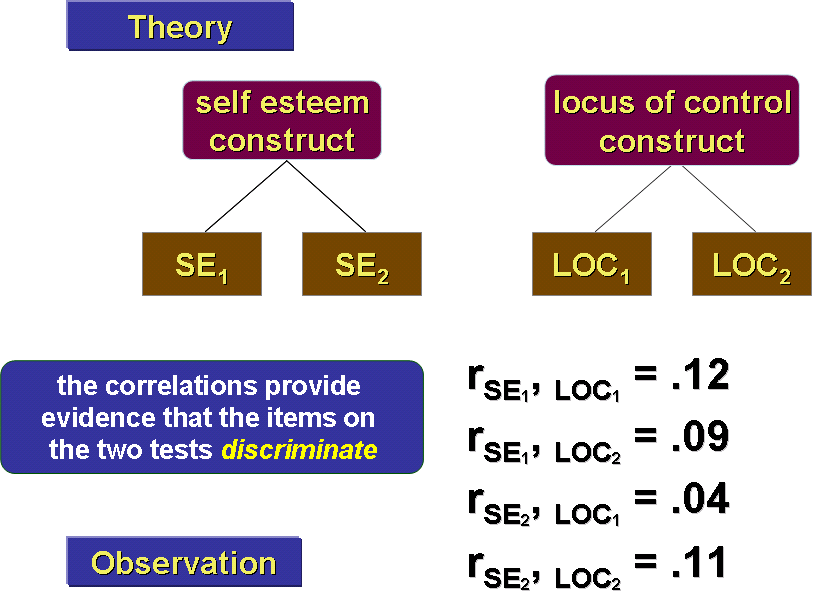 Theory
self esteem
construct
locus of control
construct
SE1
SE2
LOC1
LOC2
the correlations provide
evidence that the items on
the two tests discriminate
rSE1, LOC1 = .12
rSE1, LOC2 = .09
rSE2, LOC1 = .04
rSE2, LOC2 = .11
Observation